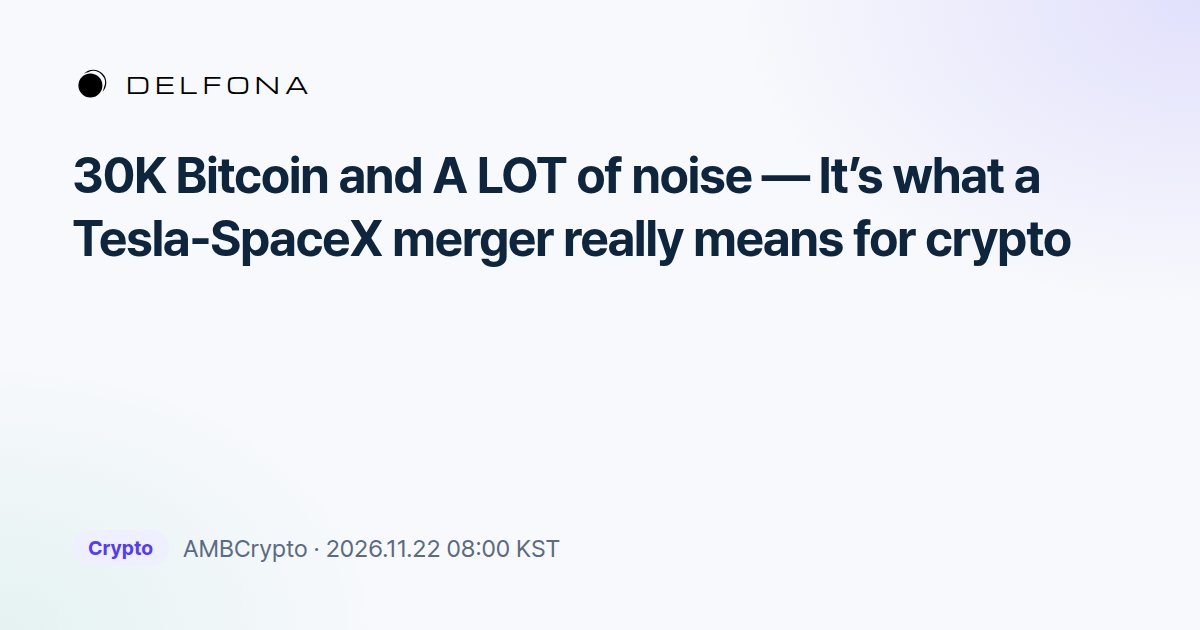 DELFONA
30K Bitcoin and A LOT of noise — It’s what a
Tesla-SpaceX merger really means for crypto
Crypto AMBCrypto · 2026.11.22 08:00 KST